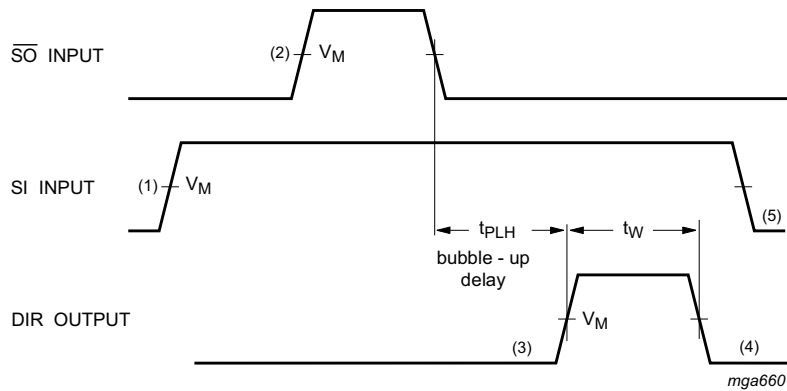 S̅O̅ INPUT
(2)
VM
SI INPUT
(1)
VM
(5)
tPLH
tW
bubble - up
delay
DIR OUTPUT
(3)
VM
(4)
mga660